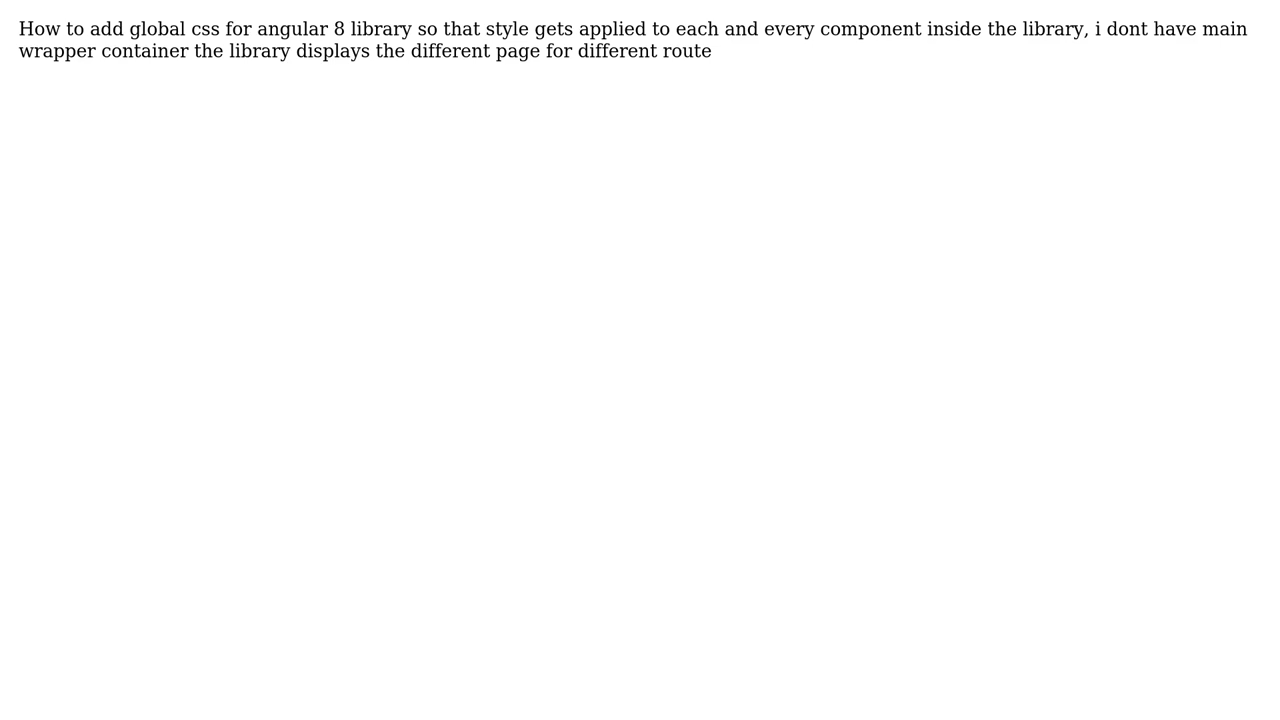 How to add global css for angular 8 library so that style gets applied to each and every component inside the library, i dont have main
wrapper container the library displays the different page for different route